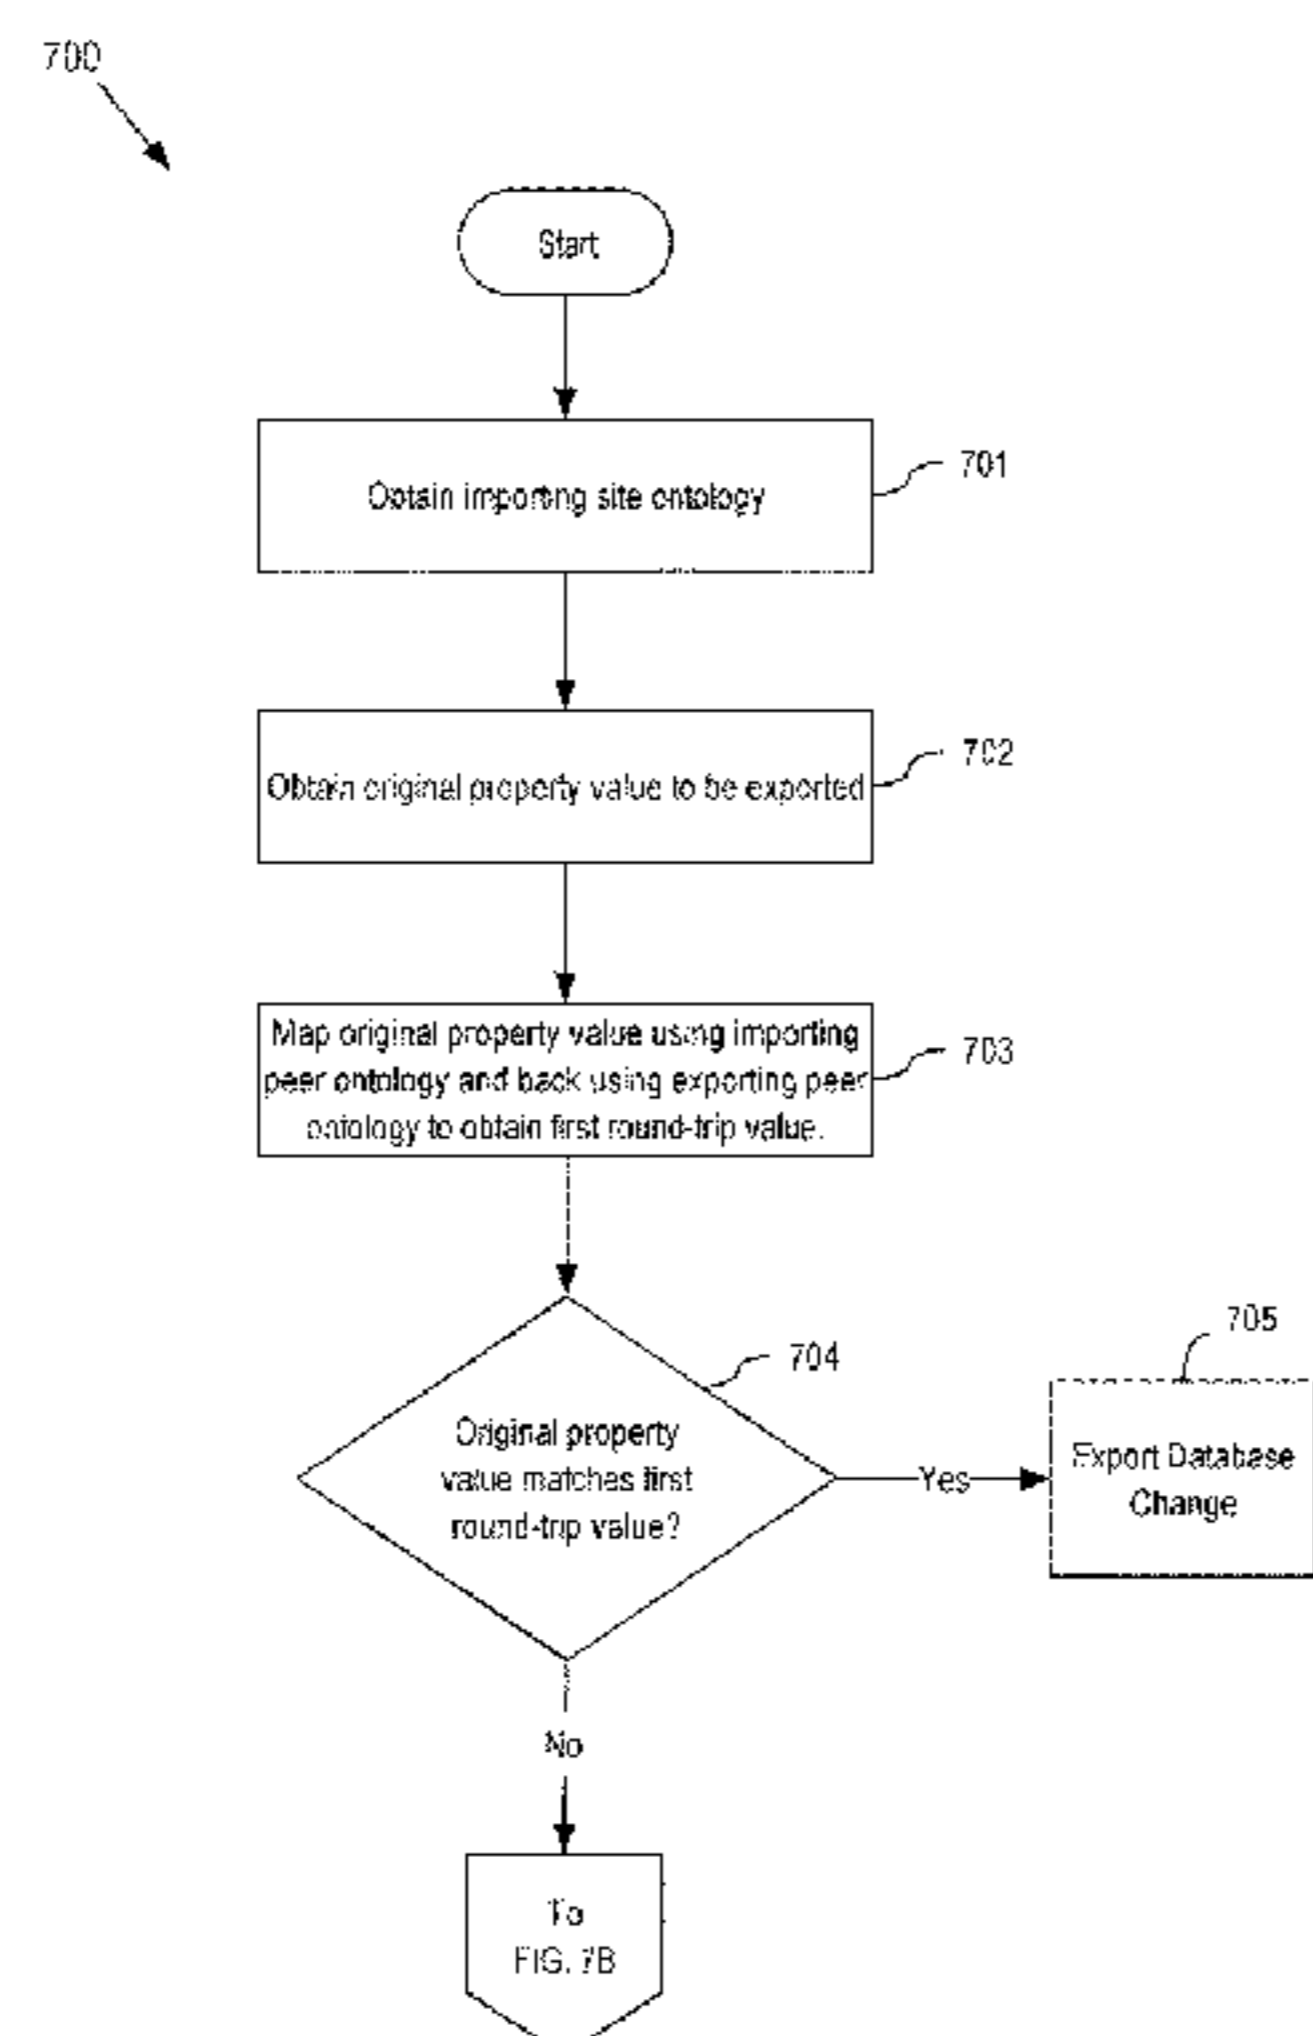 700
Start
Obtain importing site ontology
701
Obtain original property value to be exported
702
Map original property value using importing
peer ontology and back using exporting peer
ontology to obtain first round-trip value.
703
704
Original property
value matches first
round-trip value?
Yes
705
Export Database
Change
No
To
FIG. 7B